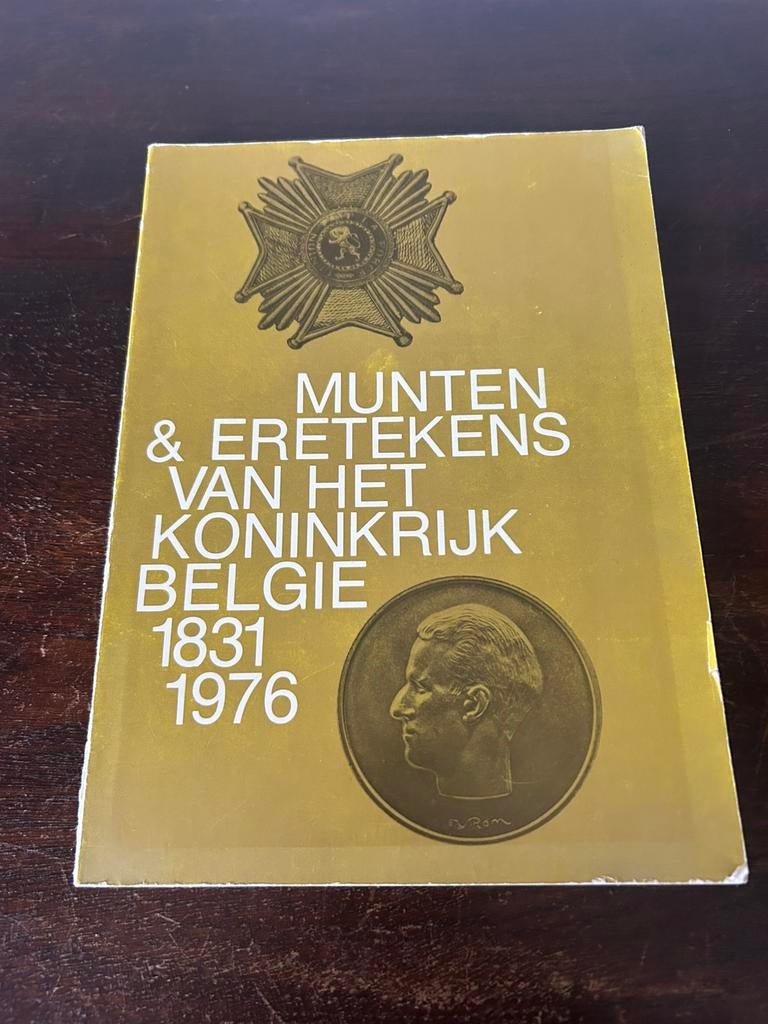 MUNTEN
& ERETEKENS
VAN HET
KONINKRIJK
BELGIE
1831
1976